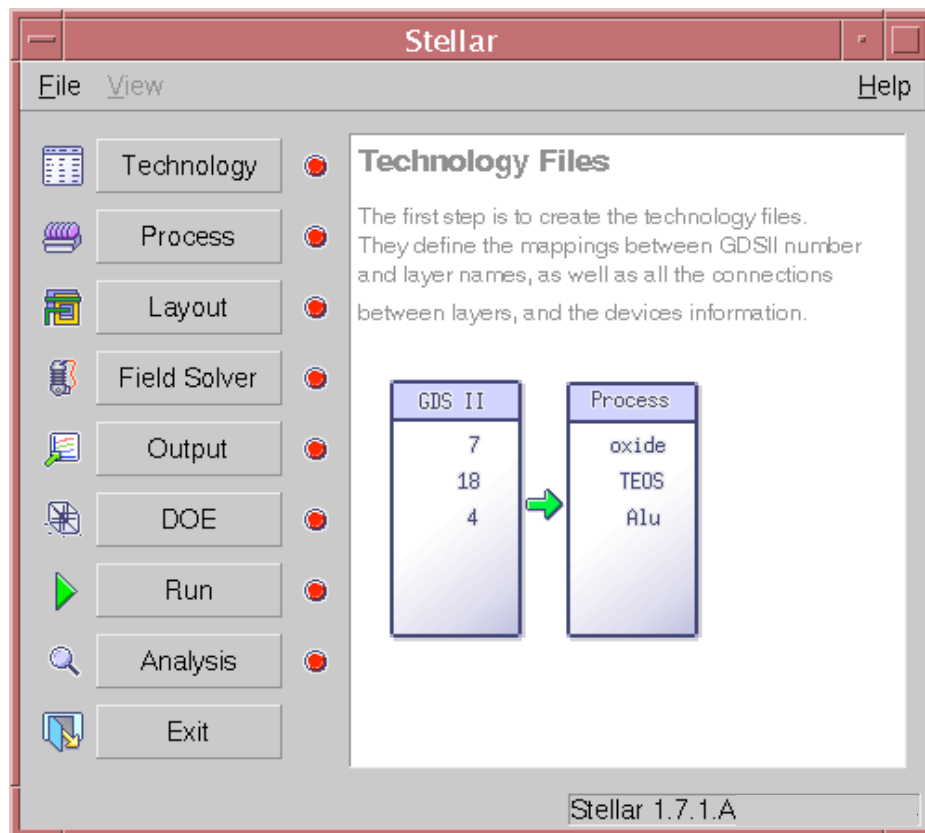 Stellar
File View Help
Technology
Process
Layout
Field Solver
Output
DOE
Run
Analysis
Exit
Technology Files
The first step is to create the technology files.
They define the mappings between GDSII number
and layer names, as well as all the connections
between layers, and the devices information.
GDS II
7
18
4
Process
oxide
TEOS
Alu
Stellar 1.7.1.A